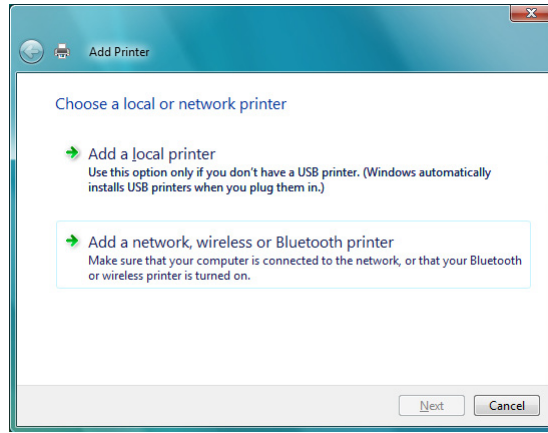 Add Printer
Choose a local or network printer
Add a local printer
Use this option only if you don't have a USB printer. (Windows automatically
installs USB printers when you plug them in.)
Add a network, wireless or Bluetooth printer
Make sure that your computer is connected to the network, or that your Bluetooth
or wireless printer is turned on.
Next Cancel